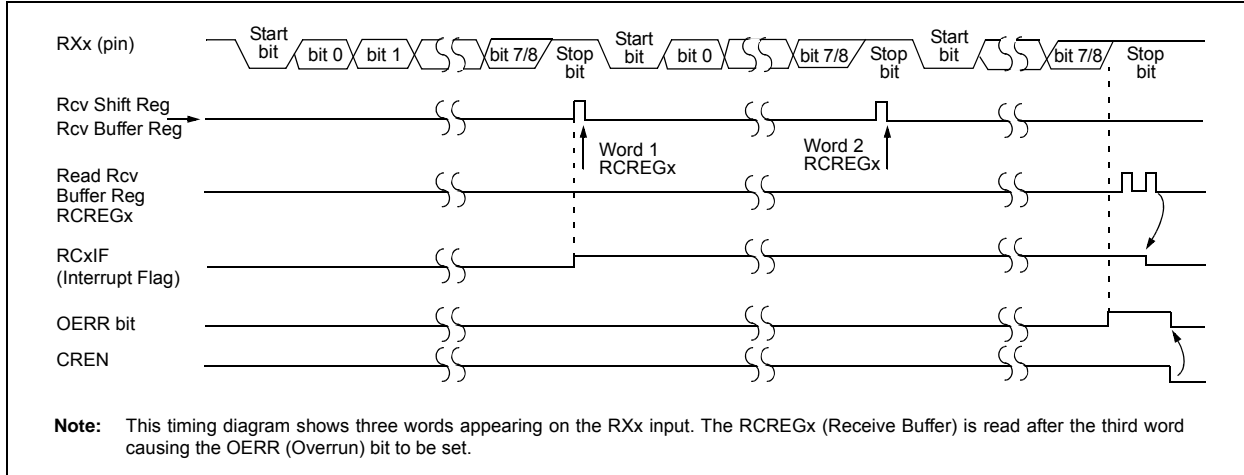 RXx (pin)
Start
bit
bit 0
bit 1
bit 7/8
Stop
bit
Start
bit
bit 0
bit 7/8
Stop
bit
Start
bit
bit 7/8
Stop
bit
Rcv Shift Reg
Rcv Buffer Reg
Word 1
RCREGx
Word 2
RCREGx
Read Rcv
Buffer Reg
RCREGx
RCxIF
(Interrupt Flag)
OERR bit
CREN
Note: This timing diagram shows three words appearing on the RXx input. The RCREGx (Receive Buffer) is read after the third word
causing the OERR (Overrun) bit to be set.